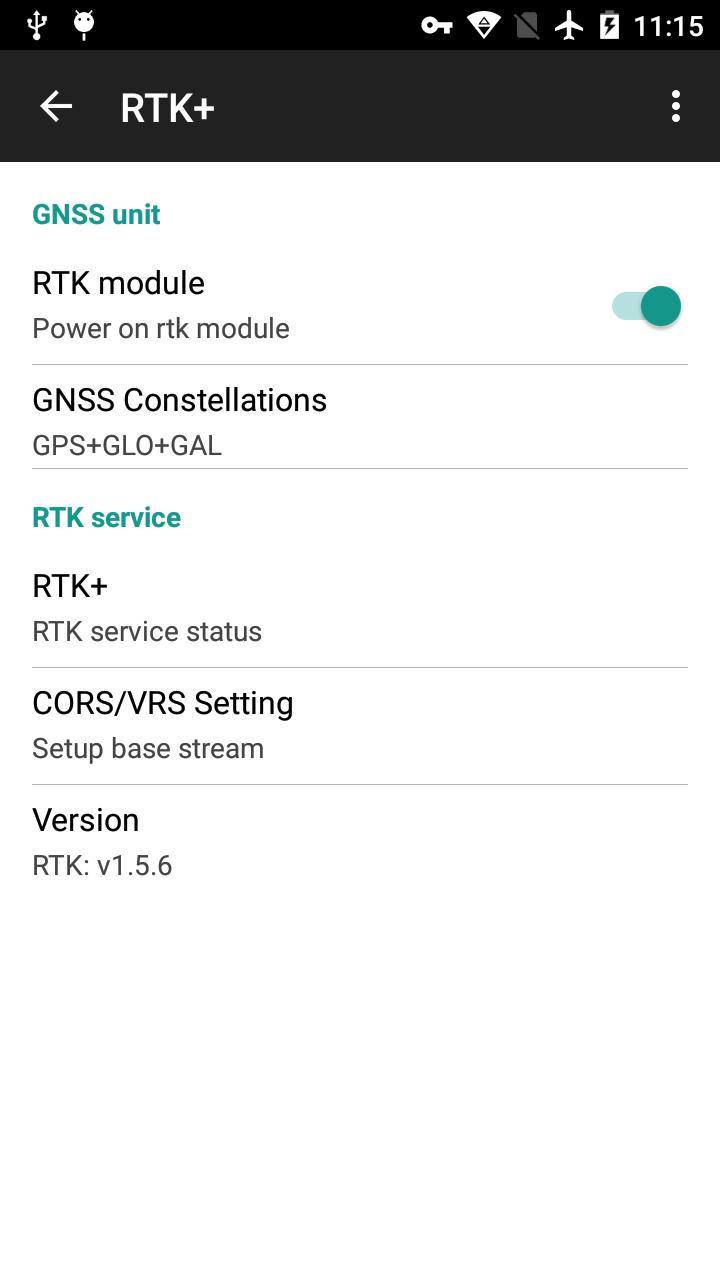 11:15
RTK+
GNSS unit
RTK module
Power on rtk module
GNSS Constellations
GPS+GLO+GAL
RTK service
RTK+
RTK service status
CORS/VRS Setting
Setup base stream
Version
RTK: v1.5.6